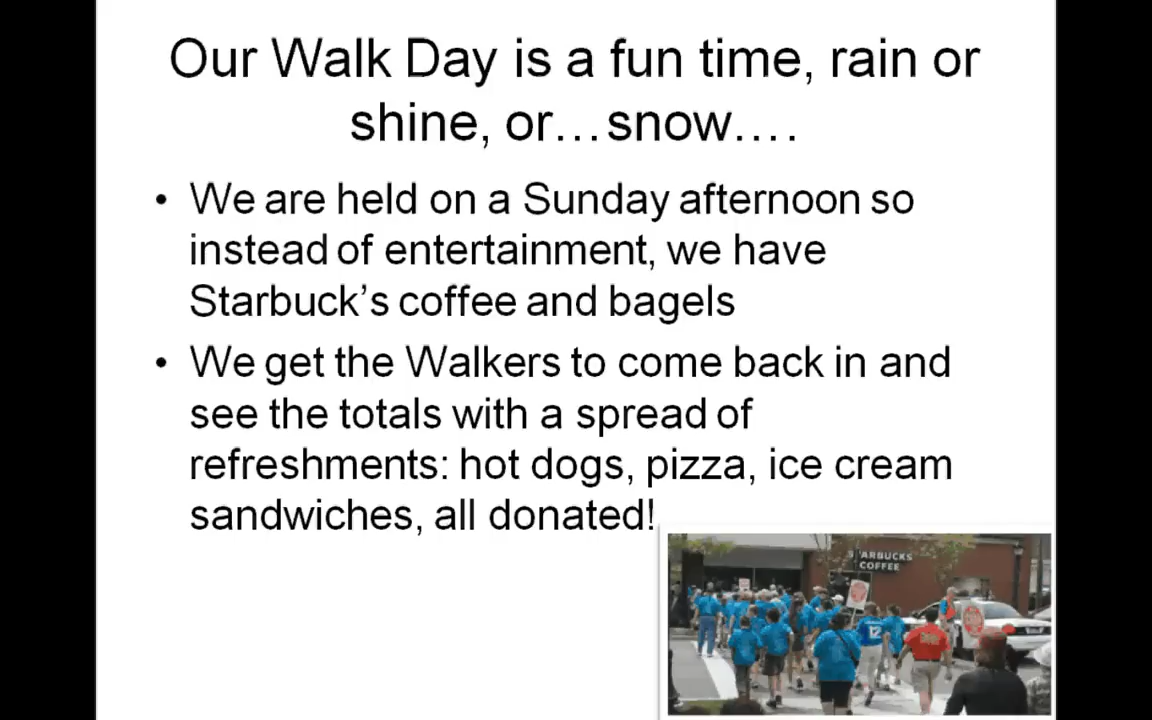 Our Walk Day is a fun time, rain or
shine, or…snow….
• We are held on a Sunday afternoon so
instead of entertainment, we have
Starbuck’s coffee and bagels
• We get the Walkers to come back in and
see the totals with a spread of
refreshments: hot dogs, pizza, ice cream
sandwiches, all donated!
STARBUCKS
COFFEE
12